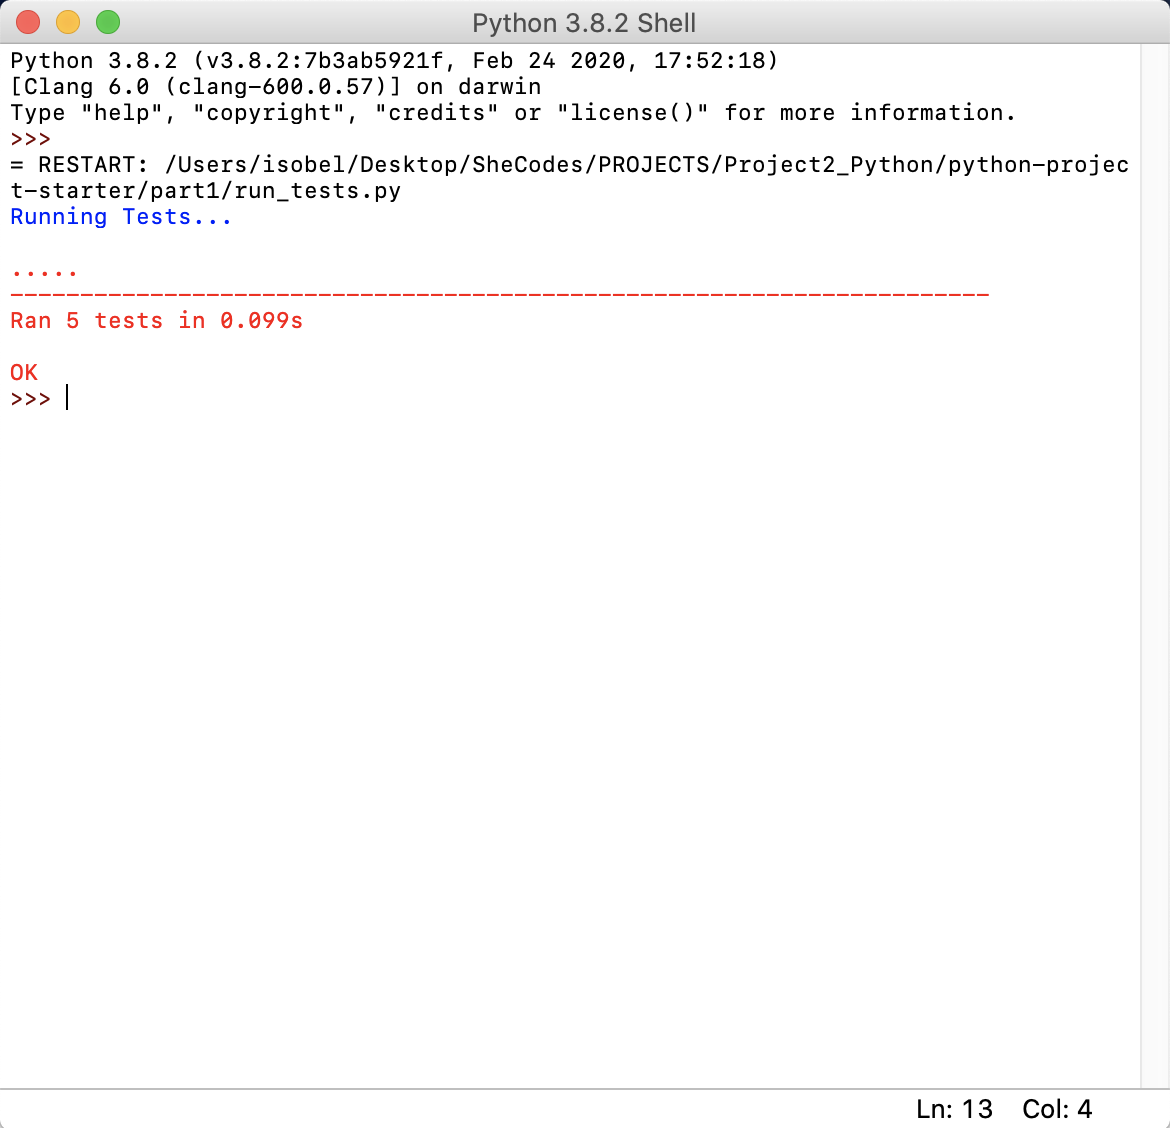 Python 3.8.2 Shell
Python 3.8.2 (v3.8.2:7b3ab5921f, Feb 24 2020, 17:52:18)
[Clang 6.0 (clang-600.0.57)] on darwin
Type "help", "copyright", "credits" or "license()" for more information.
>>>
= RESTART: /Users/isobel/Desktop/SheCodes/PROJECTS/Project2_Python/python-projec
t-starter/part1/run_tests.py
Running Tests...
.....
----------------------------------------------------------------------
Ran 5 tests in 0.099s
OK
>>>
Ln: 13 Col: 4